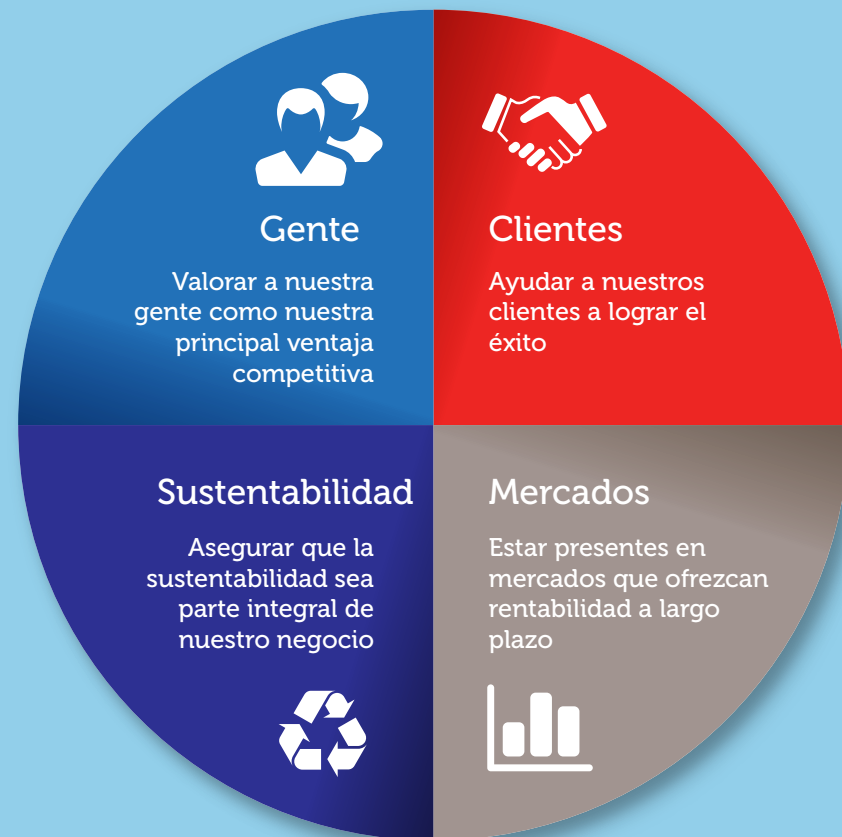 Gente
Valorar a nuestra
gente como nuestra
principal ventaja
competitiva
Clientes
Ayudar a nuestros
clientes a lograr el
éxito
Sustentabilidad
Asegurar que la
sustentabilidad sea
parte integral de
nuestro negocio
Mercados
Estar presentes en
mercados que ofrezcan
rentabilidad a largo
plazo